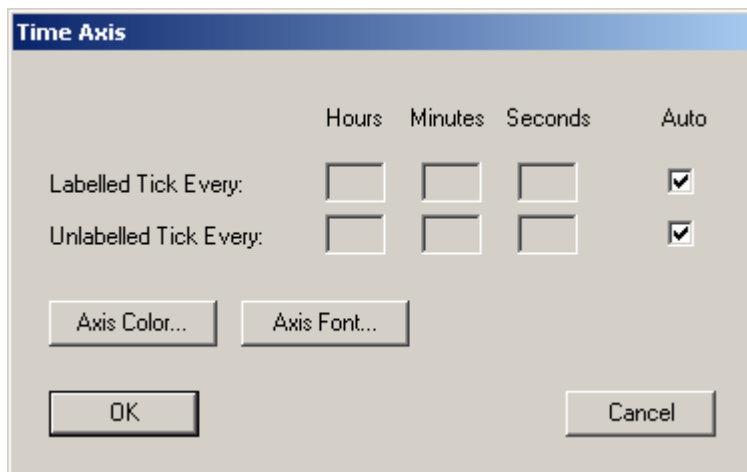 Time Axis
Hours Minutes Seconds Auto
Labelled Tick Every:
Unlabelled Tick Every:
Axis Color... Axis Font...
OK Cancel